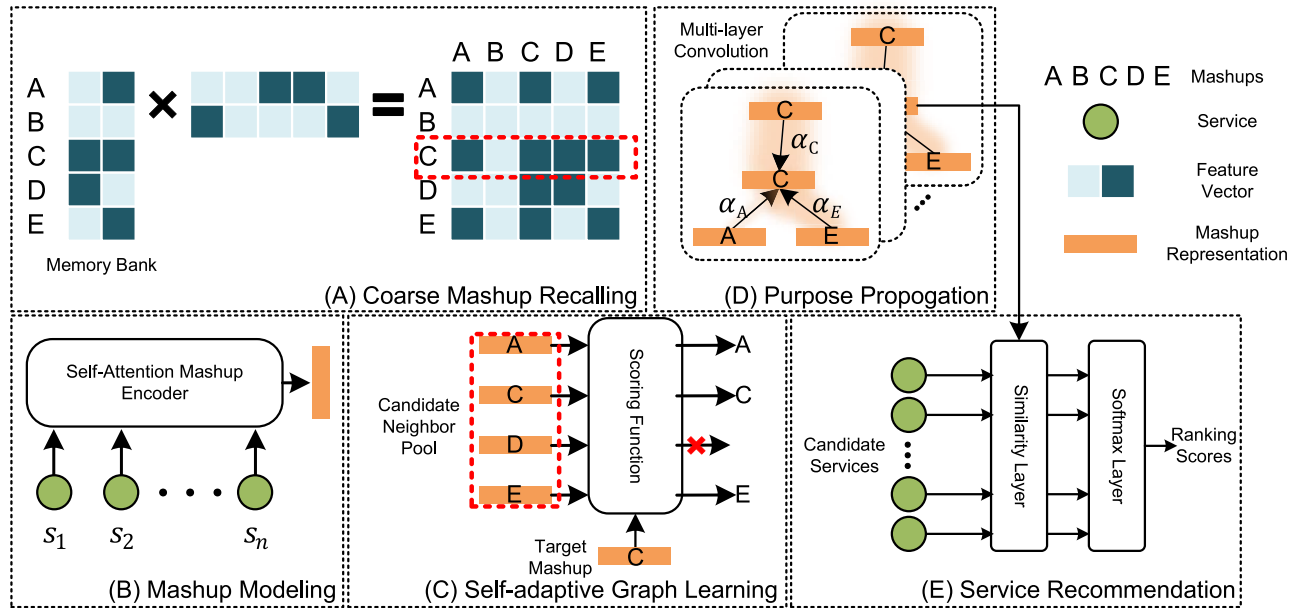 A B C D E
A
B
C
D
E
×
=
A
B
C
D
E
Memory Bank
(A) Coarse Mashup Recalling
Multi-layer
Convolution
C
E
C
α_C
C
α_A
α_E
A
E
(D) Purpose Propogation
A B C D E
Mashups
Service
Feature
Vector
Mashup
Representation
Self-Attention Mashup
Encoder
s_1
s_2
s_n
(B) Mashup Modeling
Candidate
Neighbor
Pool
A
C
D
E
Scoring Function
A
C
E
Target
Mashup
C
(C) Self-adaptive Graph Learning
Candidate
Services
Similarity Layer
Softmax Layer
Ranking
Scores
(E) Service Recommendation